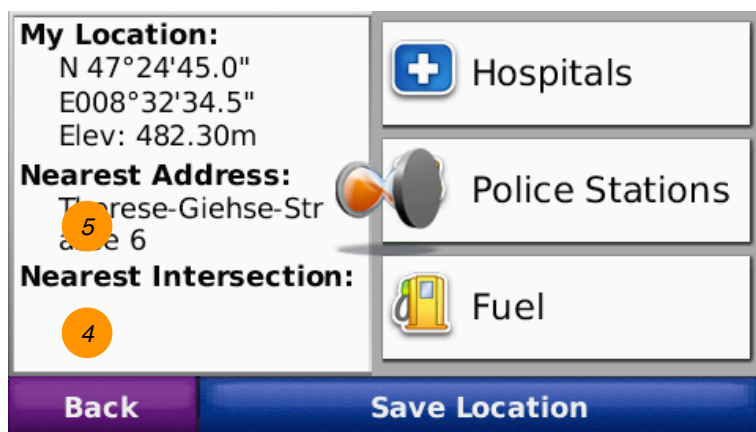 My Location:
N 47°24'45.0"
E008°32'34.5"
Elev: 482.30m
Nearest Address:
Therese-Giehse-Str
5
6
Nearest Intersection:
4
Hospitals
Police Stations
Fuel
Back
Save Location